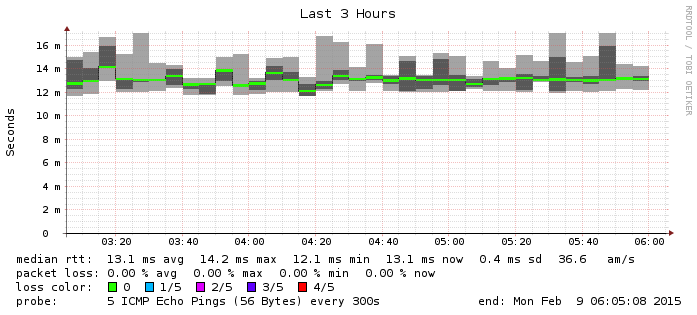 Last 3 Hours
RRDTOOL / TOBI OETIKER
Seconds
16 m
14 m
12 m
10 m
8 m
6 m
4 m
2 m
0
03:20 03:40 04:00 04:20 04:40 05:00 05:20 05:40 06:00
median rtt: 13.1 ms avg 14.2 ms max 12.1 ms min 13.1 ms now 0.4 ms sd 36.6 am/s
packet loss: 0.00 % avg 0.00 % max 0.00 % min 0.00 % now
loss color: 0 1/5 2/5 3/5 4/5
probe: 5 ICMP Echo Pings (56 Bytes) every 300s end: Mon Feb 9 06:05:08 2015